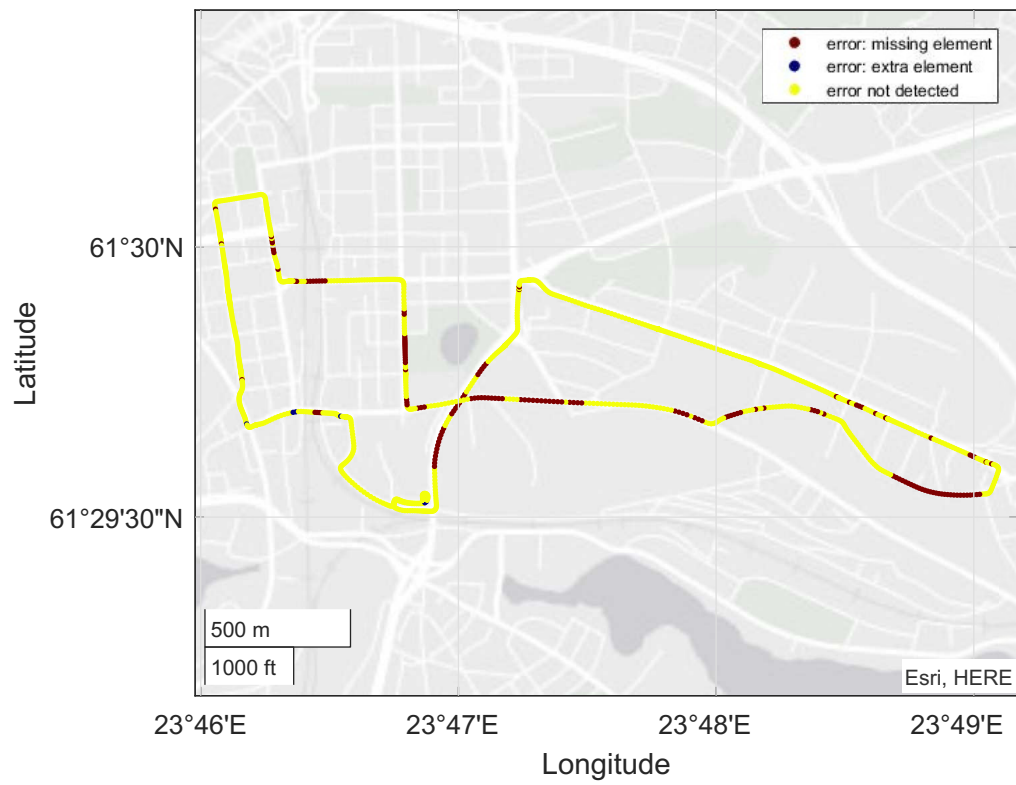 error: missing element
error: extra element
error not detected
61°30'N
Latitude
61°29'30"N
500 m
1000 ft
Esri, HERE
23°46'E
23°47'E
23°48'E
23°49'E
Longitude